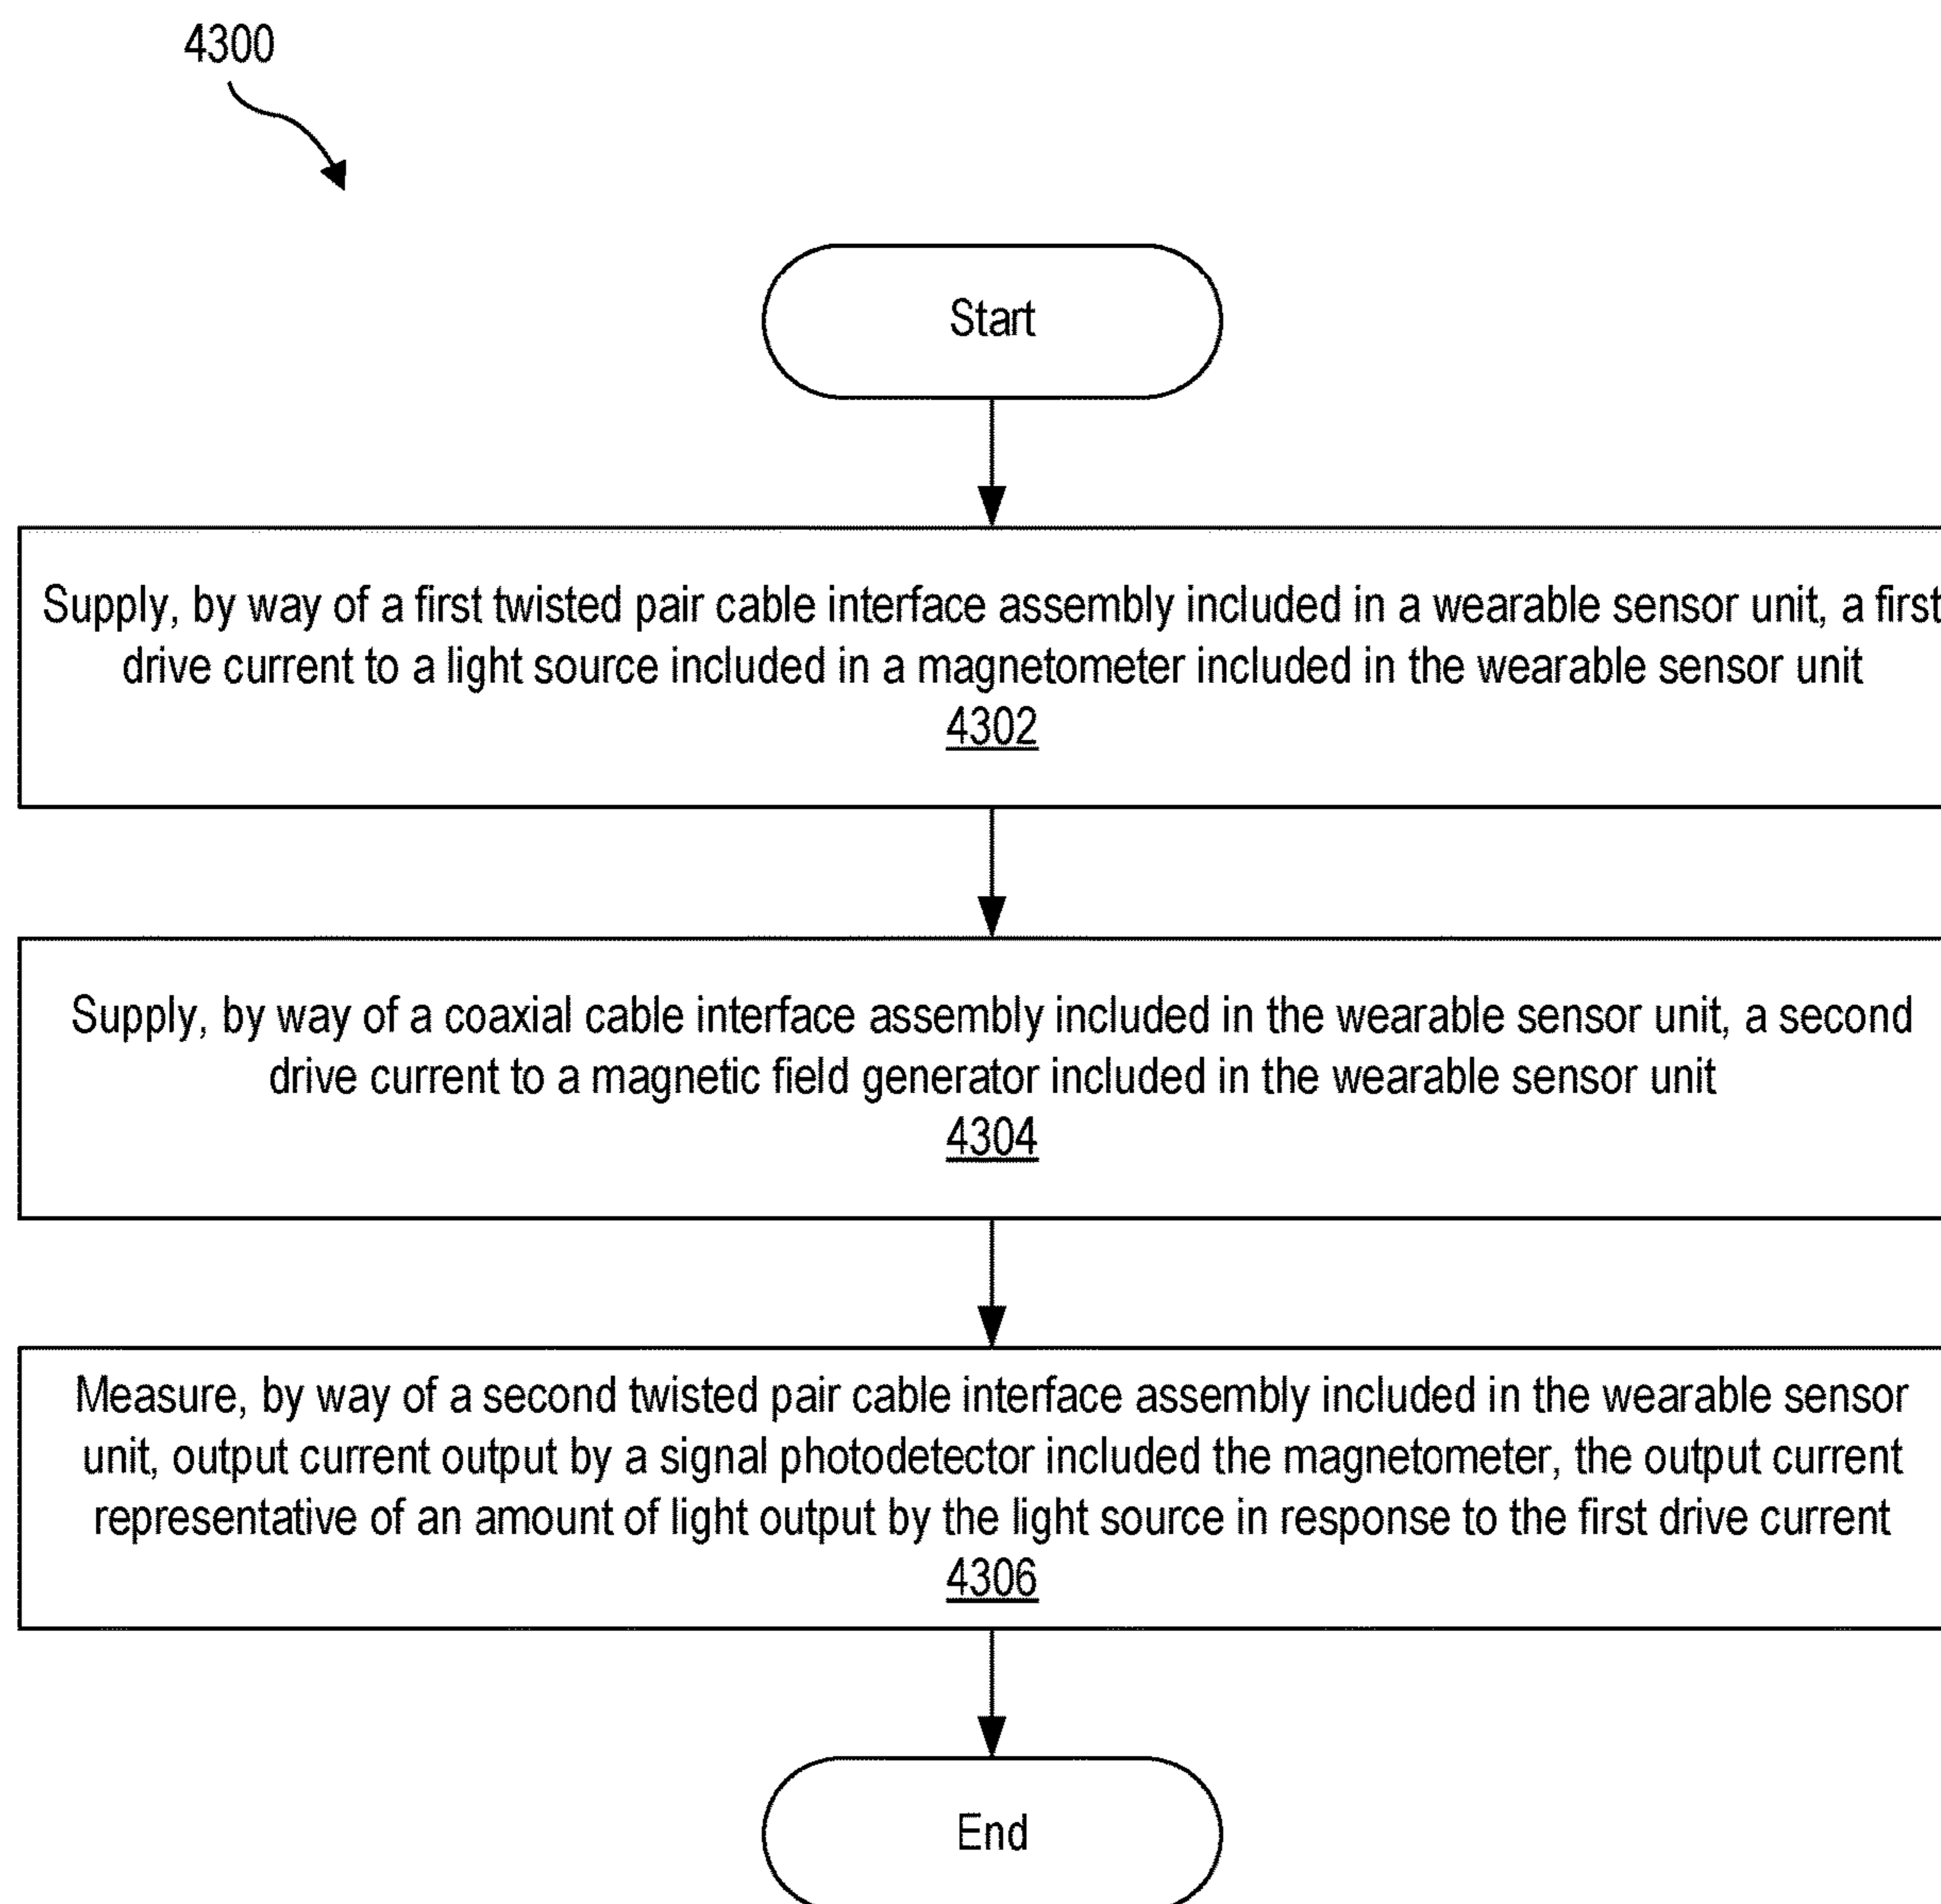 4300
Start
Supply, by way of a first twisted pair cable interface assembly included in a wearable sensor unit, a first
drive current to a light source included in a magnetometer included in the wearable sensor unit
4302
Supply, by way of a coaxial cable interface assembly included in the wearable sensor unit, a second
drive current to a magnetic field generator included in the wearable sensor unit
4304
Measure, by way of a second twisted pair cable interface assembly included in the wearable sensor
unit, output current output by a signal photodetector included the magnetometer, the output current
representative of an amount of light output by the light source in response to the first drive current
4306
End